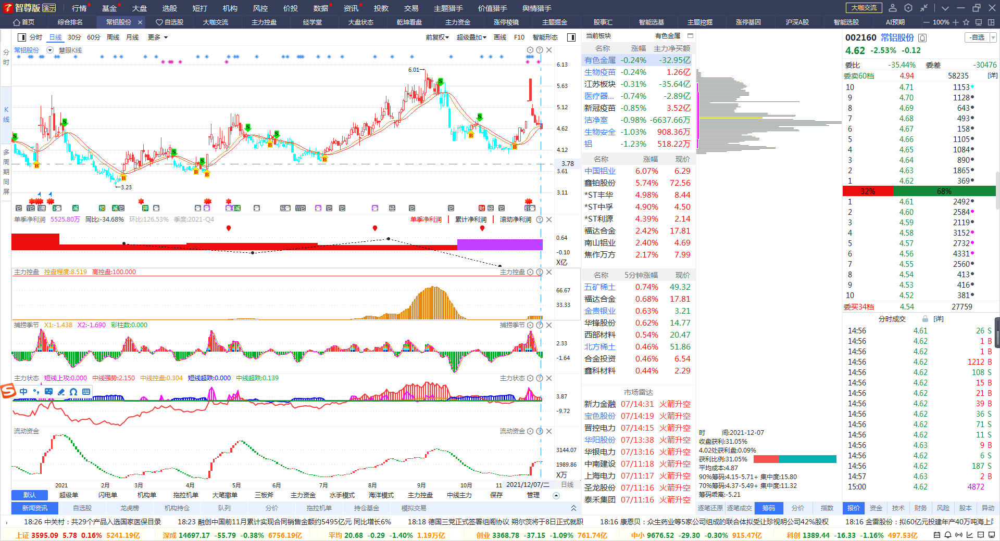 智尊版 演示 行情 基金 大盘 选股 短打 机构 风控 价投 数据 资讯 投教 交易 主题猎手 价值猎手 舆情猎手 大咖交流
首页 综合排名 常铝股份 × 自选股 大咖交流 主力控盘 经学堂 大盘状态 乾坤看盘 主力资金 涨停棱镜 主题掘金 股事汇 智能选基 主题挖掘 涨停基因 沪深A股 智能选股 AI预期 100%
分时 日线 30分 60分 周线 月线 更多 前复权 超级叠加 画线 F10 智能形态
分时
K线
多周期同屏
常铝股份 慧眼K线
6.01
3.23
6.13
5.63
5.12
4.62
4.12
3.78
3.61
3.11
单季净利润 5525.80万 同比:-34.68% 环比:126.53% 季度:2021-Q4 单季净利润 累计净利润 滚动净利润
0.64
-0.10
X亿
主力控盘 控盘程度:8.519 高控盘:100.000 主力控盘
66.67
33.33
捕捞季节 X1:-1.438 X2:-1.690 彩柱数:0.000 捕捞季节
2.33
-1.64
主力状态 短线上攻:0.000 中线强势:2.150 中线控盘:0.304 短线超跌:0.000 中线超跌:0.139 主力状态
中
3.87
-9.72
流动资金 流动资金
3144.07
1989.86
X万
2021 2月 3月 4月 5月 6月 7月 8月 9月 10月 11 2021/12/07/二 日线
默认 超级单 闪电单 机构单 拖拉机单 大笔撤单 三板斧 主力资金 水手模式 海洋模式 主力控盘 中线主力 保存 管理
新闻资讯 自选股 龙虎榜 机构持仓 队列 分价 拖拉机单 持仓基金 模拟交易
当前板块 有色金属
名称 涨幅 主力净买额
有色金属 -0.24% -32.95亿
生物疫苗 -0.24% 1.26亿
江苏板块 -0.31% -35.64亿
医疗器... -0.74% -2.89亿
新冠疫苗 -0.85% 3.52亿
洁净室 -0.98% -6637.66万
生物安全 -1.03% 908.36万
铝 -1.23% 518.22万
名称 涨幅 现价
中国铝业 6.07% 6.29
鑫铂股份 5.74% 72.56
*ST丰华 4.98% 8.44
*ST中孚 4.90% 4.50
*ST利源 4.39% 2.14
福达合金 2.42% 17.81
南山铝业 2.40% 4.69
焦作万方 2.17% 7.99
名称 5分钟涨幅 现价
五矿稀土 0.74% 49.32
福达合金 0.68% 17.81
金贵银业 0.63% 3.21
华锋股份 0.62% 14.77
西部材料 0.54% 20.47
北方稀土 0.46% 51.86
合金投资 0.46% 6.54
鑫科材料 0.44% 2.29
市场雷达
新力金融 07/14:31 火箭升空
宝色股份 07/14:19 火箭升空
晋控电力 07/14:15 火箭升空
华阳股份 07/13:38 火箭升空
华银电力 07/13:16 火箭升空
中南建设 07/11:18 火箭升空
上海电力 07/11:17 火箭升空
圣龙股份 07/11:16 火箭升空
泰禾集团 07/11:16 火箭升空
时 间:2021-12-07
收盘获利:31.05%
4.02处获利盘:0.09%
获利比例:31.05%
平均成本:4.87
90%筹码:4.15-5.71+ 集中度:15.80
70%筹码:4.37-5.49+ 集中度:11.32
筹码乖离:-5.21
逐笔还原 逐笔成交 筹码 分价 指数
002160 常铝股份 -自选
4.62 -2.53% -0.12
委比 -35.44% 委差 -30476
委卖60档 4.94 58235 [详]
10 4.71 1153
9 4.70 1128
8 4.69 643
7 4.68 493
6 4.67 158
5 4.66 1105
4 4.65 1084
3 4.64 890
2 4.63 1865
1 4.62 369
32% 68%
1 4.61 2492
2 4.60 2584
3 4.59 2119
4 4.58 3152
5 4.57 2732
6 4.56 4331
7 4.55 2560
8 4.54 413
9 4.53 416
10 4.52 381
委买34档 4.54 27759
分时成交 [详]
14:56 4.61 26 S
14:56 4.62 1 B
14:56 4.62 1 B
14:56 4.62 1212 B
14:56 4.62 108 S
14:56 4.62 15 B
14:56 4.62 21 B
14:56 4.62 39 B
14:56 4.62 36 S
14:56 4.62 71 S
14:56 4.62 11 S
14:56 4.63 9 B
14:56 4.62 6 S
14:56 4.62 187 S
14:57 4.63 2 B
15:00 4.62 4872
报价 资金 技术 财务 风险 股本 异动
18:26 中关村：共29个产品入选国家医保目录 18:23 融创中国前11月累计实现合同销售金额约5495亿元 同比增长6% 18:18 德国三党正式签署组阁协议 朔尔茨将于8日正式就职 18:16 康恩贝：众生药业等5家公司组成的联合体拟受让珍视明公司42%股权 18:16 金雷股份：拟60亿元投建年产40万吨海上
上证 3595.09 5.78 0.16% 5241.19亿 深成 14697.17 -55.79 -0.38% 6756.19亿 平均 20.68 -0.29 -1.40% 1.19万亿 创业 3368.78 -37.15 -1.09% 761.74亿 中小 9676.52 -29.30 -0.30% 915.47亿 科创 1389.44 -16.33 -1.16% 497.53亿